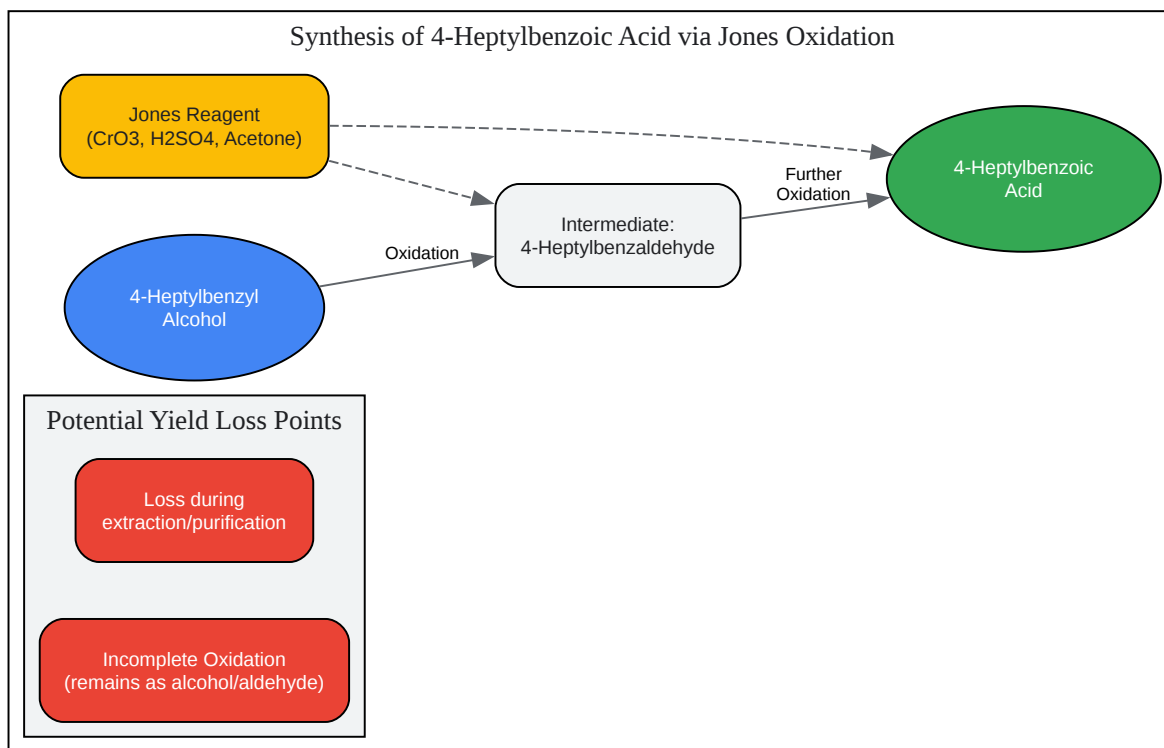 Synthesis of 4-Heptylbenzoic Acid via Jones Oxidation
Jones Reagent
(CrO3, H2SO4, Acetone)
4-Heptylbenzyl
Alcohol
Oxidation
Intermediate:
4-Heptylbenzaldehyde
Further
Oxidation
4-Heptylbenzoic
Acid
Potential Yield Loss Points
Loss during
extraction/purification
Incomplete Oxidation
(remains as alcohol/aldehyde)